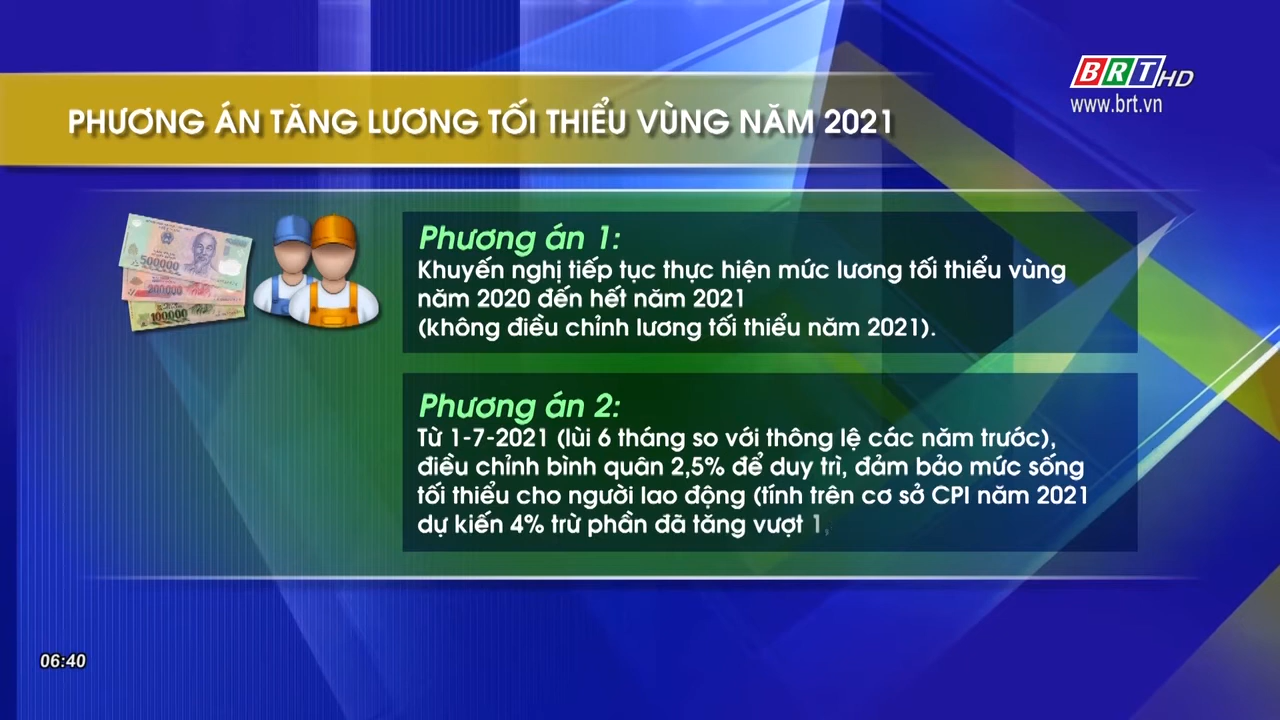 BRT HD
www.brt.vn
PHƯƠNG ÁN TĂNG LƯƠNG TỐI THIỂU VÙNG NĂM 2021
500000
200000
100000
Phương án 1:
Khuyến nghị tiếp tục thực hiện mức lương tối thiểu vùng
năm 2020 đến hết năm 2021
(không điều chỉnh lương tối thiểu năm 2021).
Phương án 2:
Từ 1-7-2021 (lùi 6 tháng so với thông lệ các năm trước),
điều chỉnh bình quân 2,5% để duy trì, đảm bảo mức sống
tối thiểu cho người lao động (tính trên cơ sở CPI năm 2021
dự kiến 4% trừ phần đã tăng vượt 1,
06:40